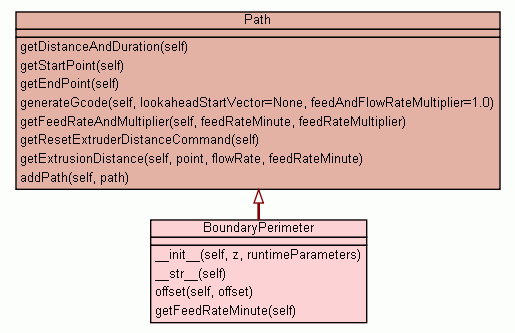 Path
getDistanceAndDuration(self)
getStartPoint(self)
getEndPoint(self)
generateGcode(self, lookaheadStartVector=None, feedAndFlowRateMultiplier=1.0)
getFeedRateAndMultiplier(self, feedRateMinute, feedRateMultiplier)
getResetExtruderDistanceCommand(self)
getExtrusionDistance(self, point, flowRate, feedRateMinute)
addPath(self, path)
BoundaryPerimeter
__init__(self, z, runtimeParameters)
__str__(self)
offset(self, offset)
getFeedRateMinute(self)